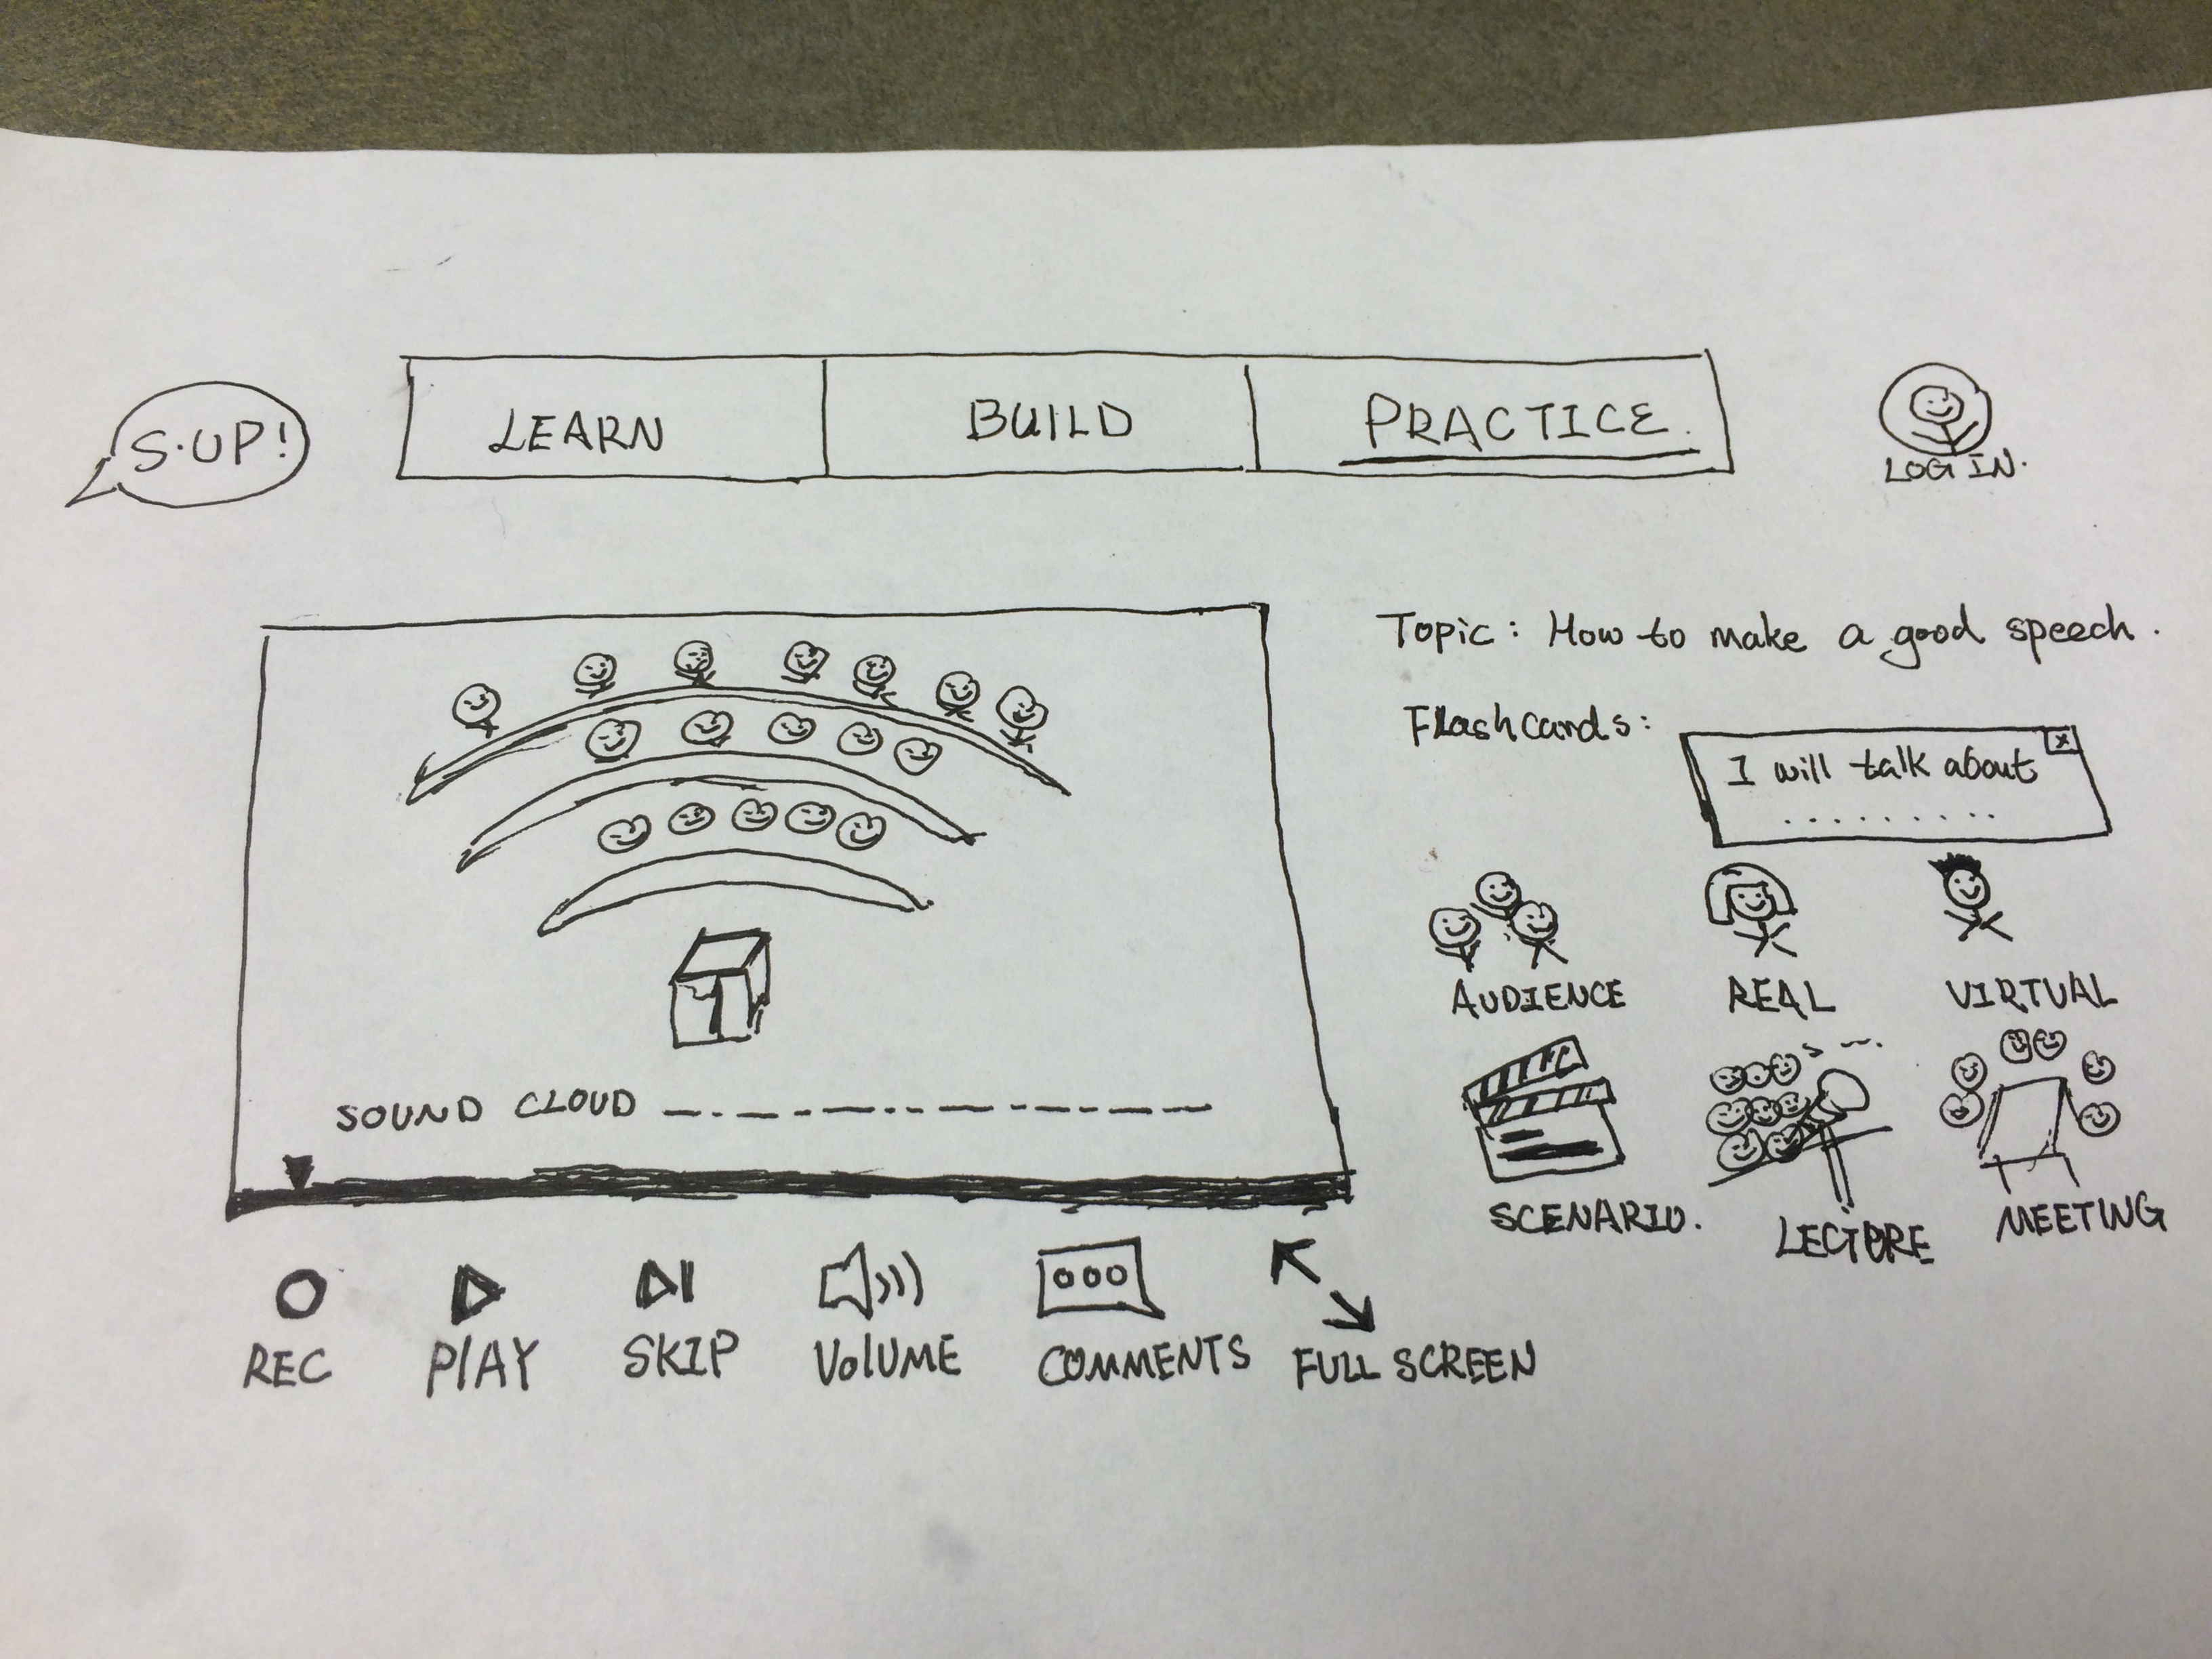 S·UP!
LEARN
BUILD
PRACTICE.
LOG IN.
Topic: How to make a good speech.
Flashcards:
x
I will talk about
.........
AUDIENCE
REAL
VIRTUAL
SCENARIO.
LECTURE
MEETING
SOUND CLOUD
REC
PLAY
SKIP
VOlUME
COMMENTS
FULL SCREEN